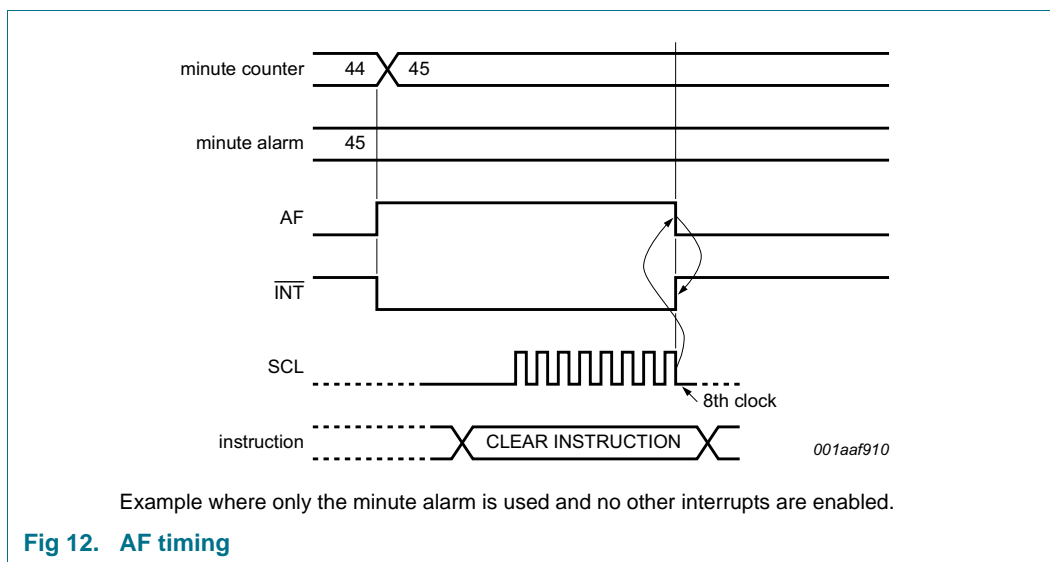 minute counter 44 45
minute alarm 45
AF
INT
SCL
8th clock
instruction CLEAR INSTRUCTION
001aaf910
Example where only the minute alarm is used and no other interrupts are enabled.
Fig 12. AF timing